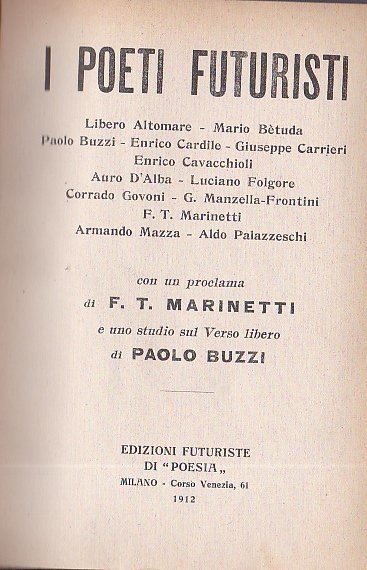 I POETI FUTURISTI
Libero Altomare - Mario Bètuda
Paolo Buzzi - Enrico Cardile - Giuseppe Carrieri
Enrico Cavacchioli
Auro D'Alba - Luciano Folgore
Corrado Govoni - G. Manzella-Frontini
F. T. Marinetti
Armando Mazza - Aldo Palazzeschi
con un proclama
di F. T. MARINETTI
e uno studio sul Verso libero
di PAOLO BUZZI
EDIZIONI FUTURISTE
DI "POESIA„
MILANO - Corso Venezia, 61
1912